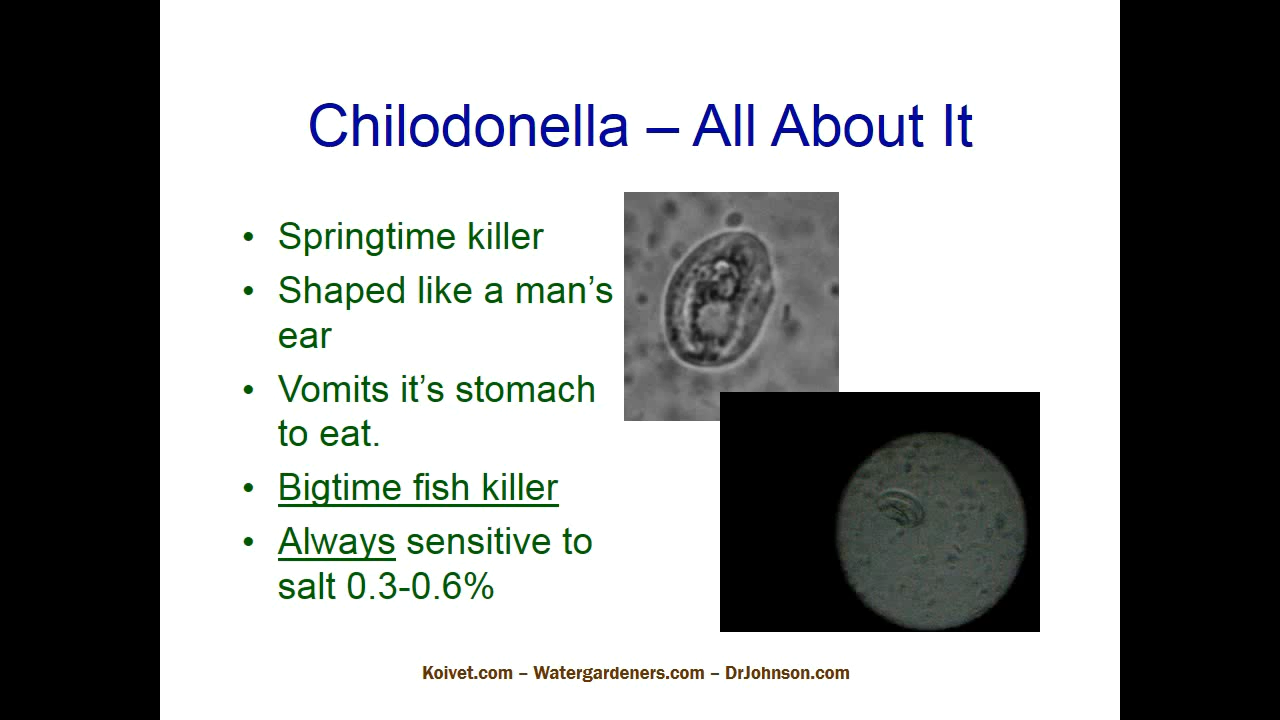 Chilodonella – All About It
• Springtime killer
• Shaped like a man’s
ear
• Vomits it’s stomach
to eat.
• Bigtime fish killer
• Always sensitive to
salt 0.3-0.6%
Koivet.com – Watergardeners.com – DrJohnson.com